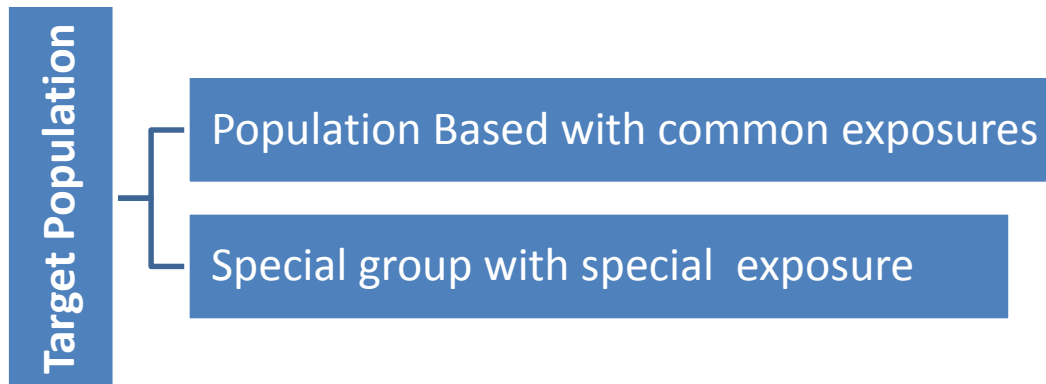 Target Population
Population Based with common exposures
Special group with special exposure